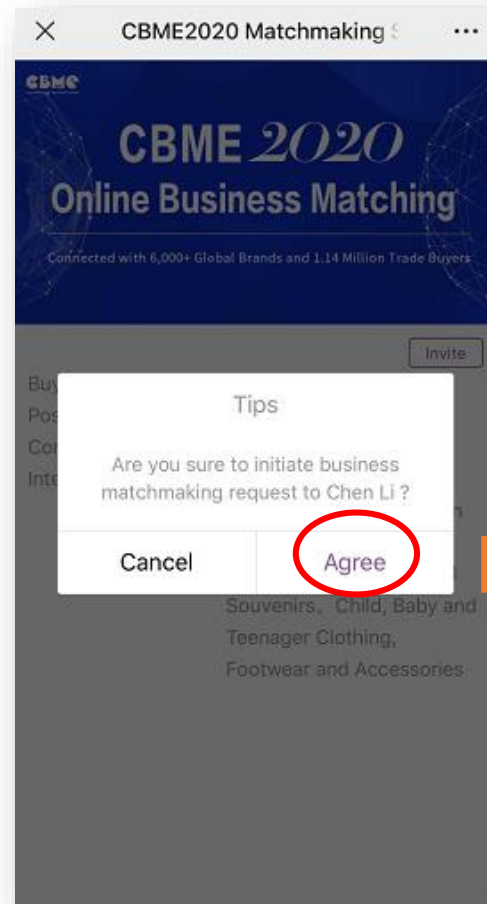 CBME2020 Matchmaking
CBME
CBME 2020
Online Business Matching
Connected with 6,000+ Global Brands and 1.14 Million Trade Buyers
Invite
Tips
Are you sure to initiate business
matchmaking request to Chen Li ?
Cancel
Agree
Souvenirs、Child, Baby and
Teenager Clothing,
Footwear and Accessories